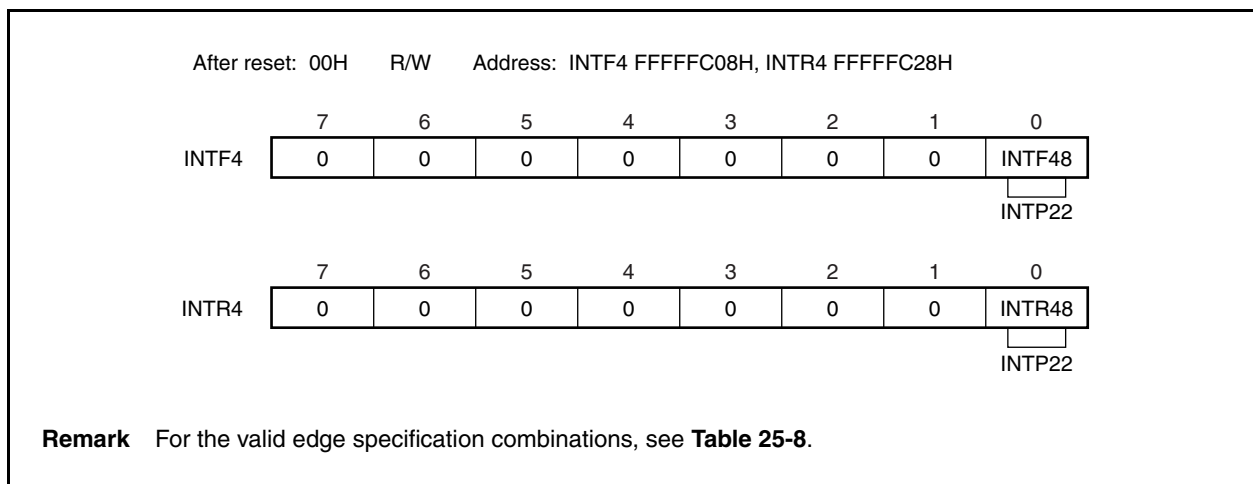 After reset: 00H R/W Address: INTF4 FFFFFC08H, INTR4 FFFFFC28H
7 6 5 4 3 2 1 0
INTF4 0 0 0 0 0 0 0 INTF48
INTP22
7 6 5 4 3 2 1 0
INTR4 0 0 0 0 0 0 0 INTR48
INTP22
Remark For the valid edge specification combinations, see Table 25-8.